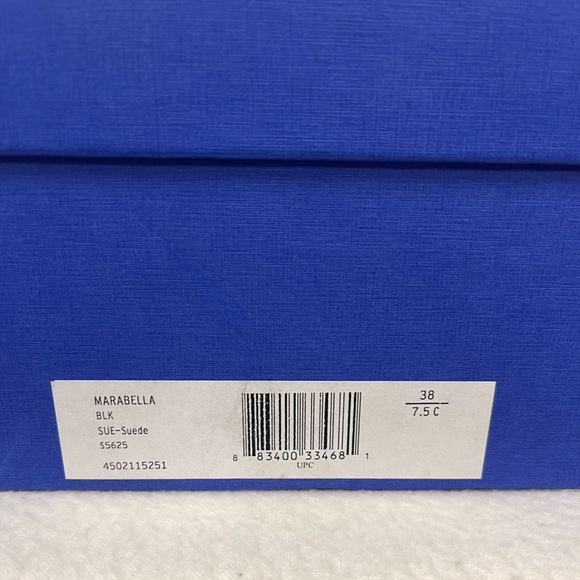 MARABELLA
BLK
SUE-Suede
S5625
4502115251
8 83400 33468 1
UPC
38
7.5 C